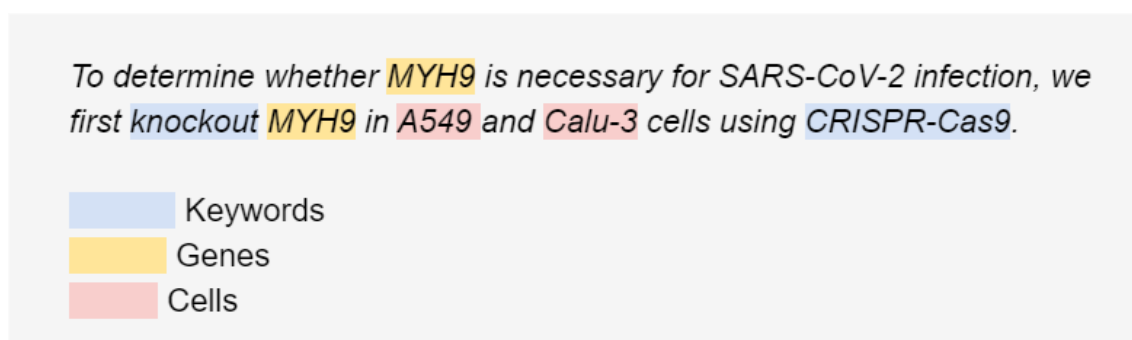 To determine whether MYH9 is necessary for SARS-CoV-2 infection, we
first knockout MYH9 in A549 and Calu-3 cells using CRISPR-Cas9.
Keywords
Genes
Cells